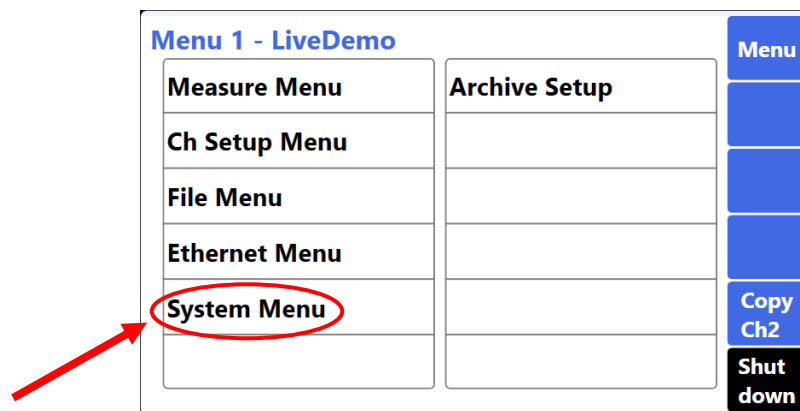 Menu 1 - LiveDemo
Measure Menu
Ch Setup Menu
File Menu
Ethernet Menu
System Menu
Archive Setup
Menu
Copy
Ch2
Shut
down